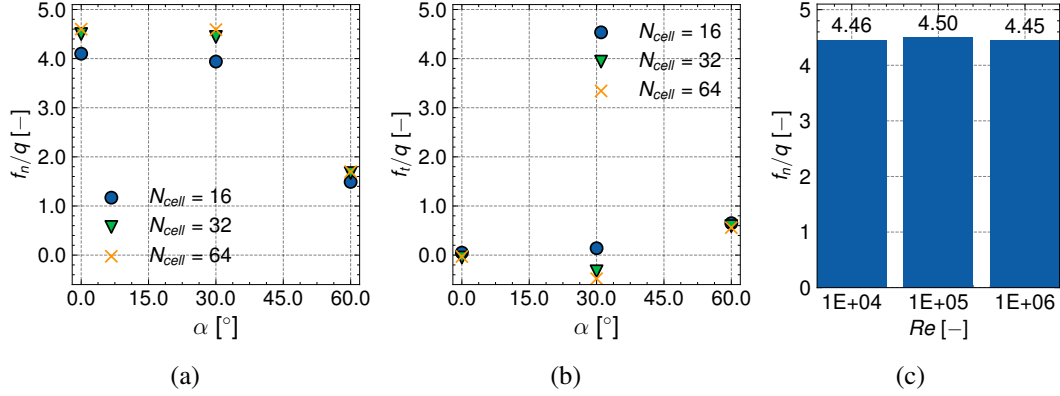 5.0
4.0
3.0
2.0
1.0
0.0
0.0 15.0 30.0 45.0 60.0
f_n/q [−]
α [°]
N_cell = 16
N_cell = 32
N_cell = 64
(a)
5.0
4.0
3.0
2.0
1.0
0.0
0.0 15.0 30.0 45.0 60.0
f_t/q [−]
α [°]
N_cell = 16
N_cell = 32
N_cell = 64
(b)
5
4
3
2
1
0
f_n/q [−]
4.46 4.50 4.45
1E+04 1E+05 1E+06
Re [−]
(c)